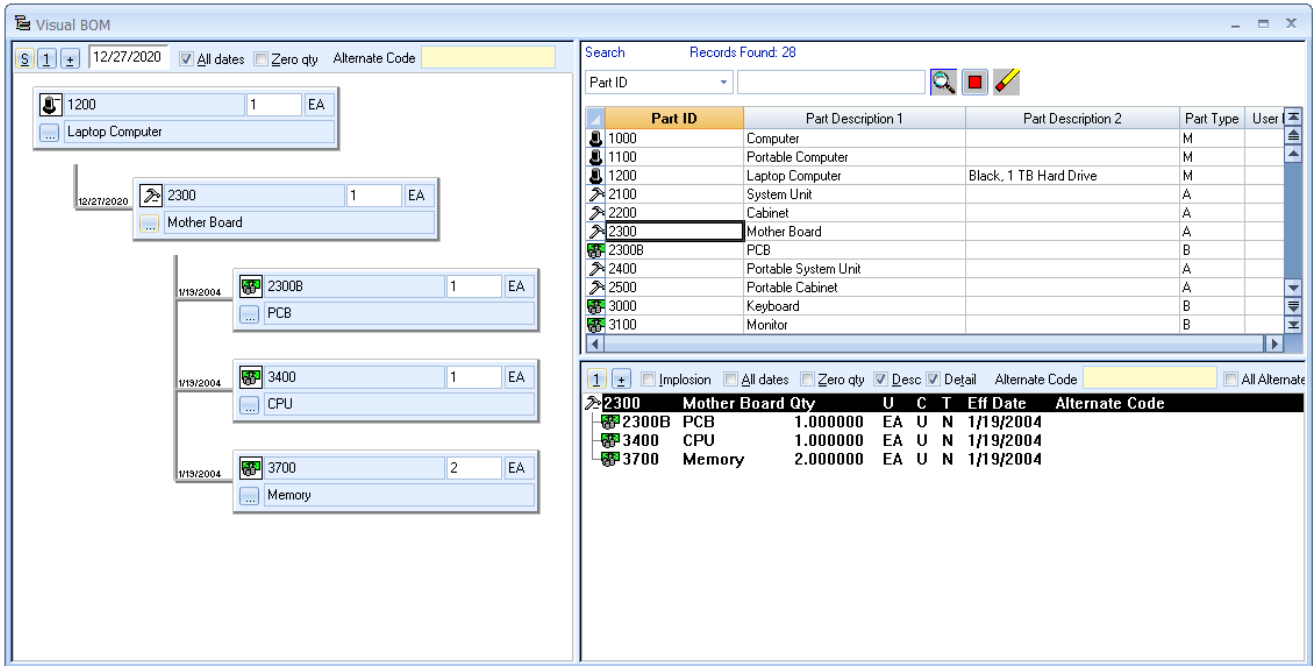 Visual BOM
S 1 ± 12/27/2020 All dates Zero qty Alternate Code
1200 1 EA
... Laptop Computer
12/27/2020 2300 1 EA
... Mother Board
1/19/2004 2300B 1 EA
... PCB
1/19/2004 3400 1 EA
... CPU
1/19/2004 3700 2 EA
... Memory
Search Records Found: 28
Part ID
Part ID Part Description 1 Part Description 2 Part Type User
1000 Computer M
1100 Portable Computer M
1200 Laptop Computer Black, 1 TB Hard Drive M
2100 System Unit A
2200 Cabinet A
2300 Mother Board A
2300B PCB B
2400 Portable System Unit A
2500 Portable Cabinet A
3000 Keyboard B
3100 Monitor B
1 ± Implosion All dates Zero qty Desc Detail Alternate Code All Alternate
2300 Mother Board Qty U C T Eff Date Alternate Code
2300B PCB 1.000000 EA U N 1/19/2004
3400 CPU 1.000000 EA U N 1/19/2004
3700 Memory 2.000000 EA U N 1/19/2004